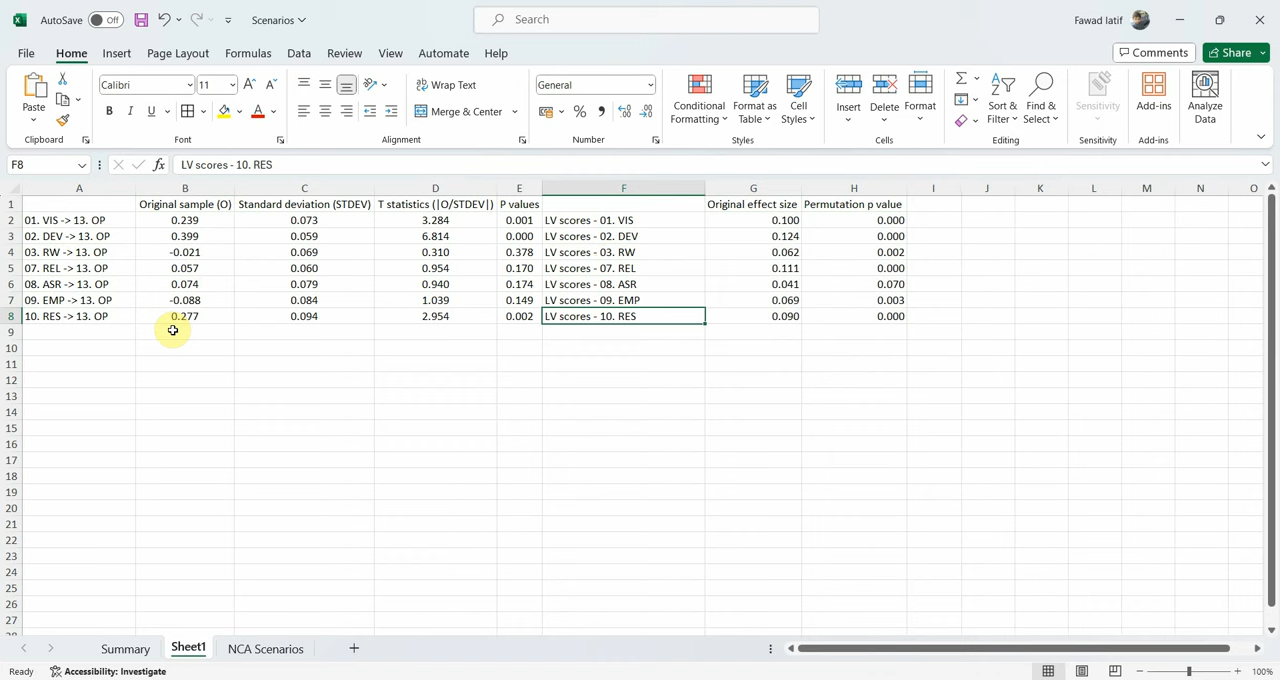 AutoSave Off Scenarios Search Fawad latif
File Home Insert Page Layout Formulas Data Review View Automate Help Comments Share
Paste Calibri 11 Wrap Text General Conditional Formatting Format as Table Cell Styles Insert Delete Format Sort & Filter Find & Select Sensitivity Add-ins Analyze Data
B I U Merge & Center
Clipboard Font Alignment Number Styles Cells Editing Sensitivity Add-ins
F8 fx LV scores - 10. RES
A B C D E F G H I J K L M N O
1 Original sample (O) Standard deviation (STDEV) T statistics (|O/STDEV|) P values Original effect size Permutation p value
2 01. VIS -> 13. OP 0.239 0.073 3.284 0.001 LV scores - 01. VIS 0.100 0.000
3 02. DEV -> 13. OP 0.399 0.059 6.814 0.000 LV scores - 02. DEV 0.124 0.000
4 03. RW -> 13. OP -0.021 0.069 0.310 0.378 LV scores - 03. RW 0.062 0.002
5 07. REL -> 13. OP 0.057 0.060 0.954 0.170 LV scores - 07. REL 0.111 0.000
6 08. ASR -> 13. OP 0.074 0.079 0.940 0.174 LV scores - 08. ASR 0.041 0.070
7 09. EMP -> 13. OP -0.088 0.084 1.039 0.149 LV scores - 09. EMP 0.069 0.003
8 10. RES -> 13. OP 0.277 0.094 2.954 0.002 LV scores - 10. RES 0.090 0.000
9
10
11
12
13
14
15
16
17
18
19
20
21
22
23
24
25
26
27
Summary Sheet1 NCA Scenarios
Ready Accessibility: Investigate 100%